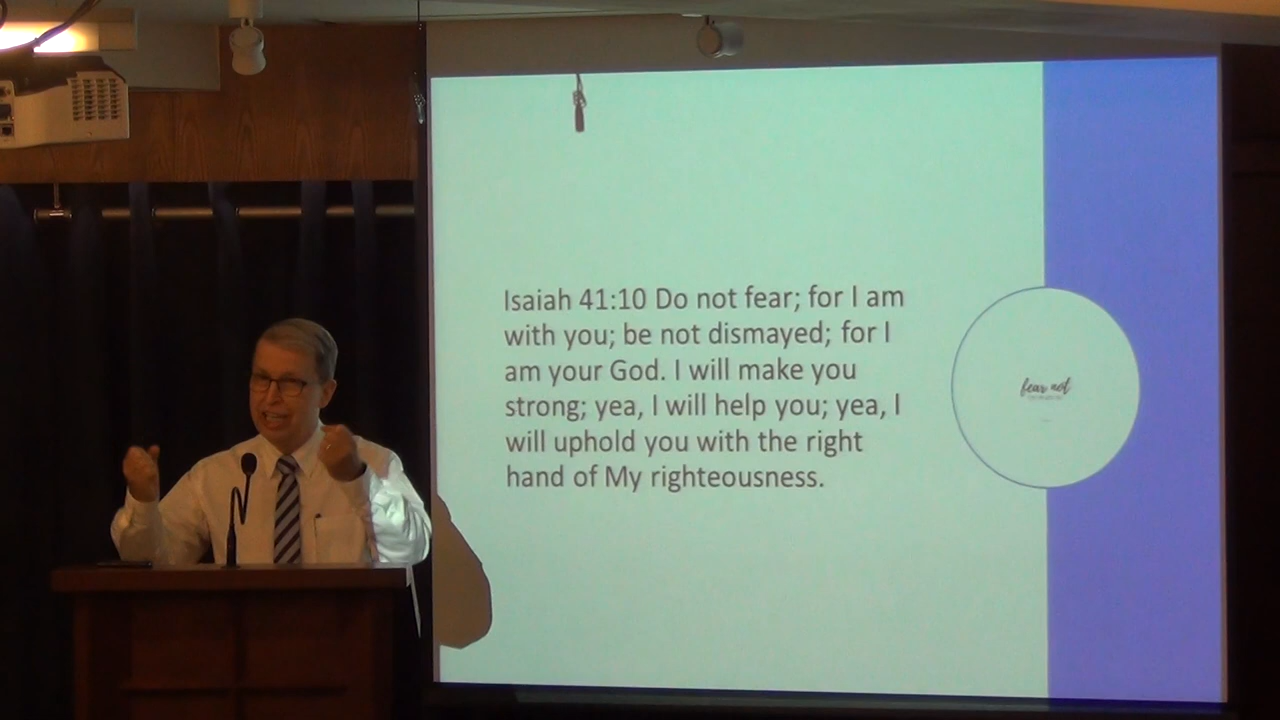 Isaiah 41:10 Do not fear; for I am
with you; be not dismayed; for I
am your God. I will make you
strong; yea, I will help you; yea, I
will uphold you with the right
hand of My righteousness.
fear not